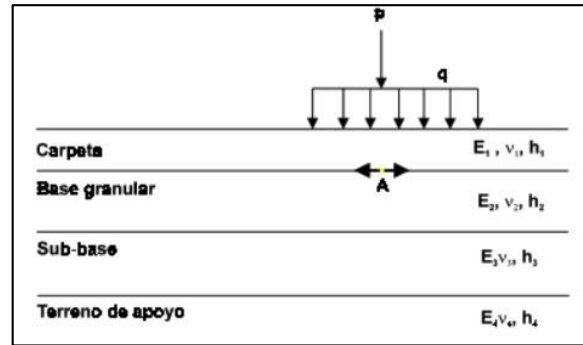 P
q
Carpeta
E₁ , ν₁, h₁
A
Base granular
E₂, ν₂, h₂
Sub-base
E₃ν₃, h₃
Terreno de apoyo
E₄ν₄, h₄